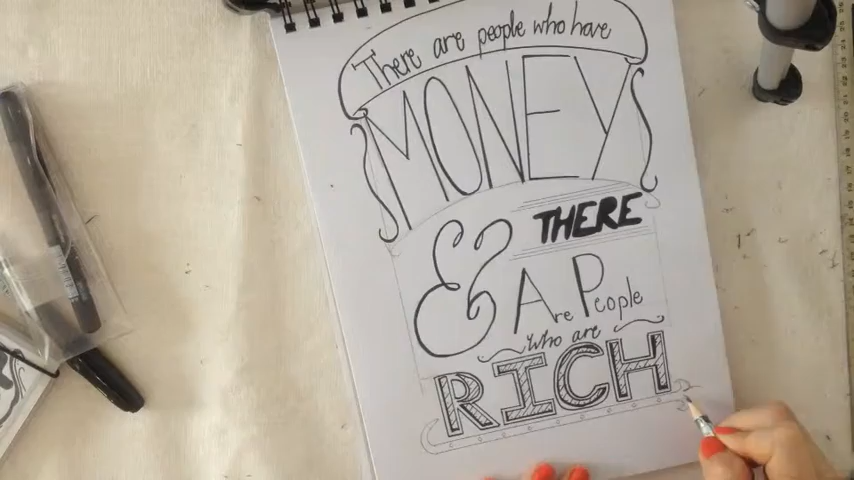 There are people who have
MONEY
& THERE
Are People
who are
RICH